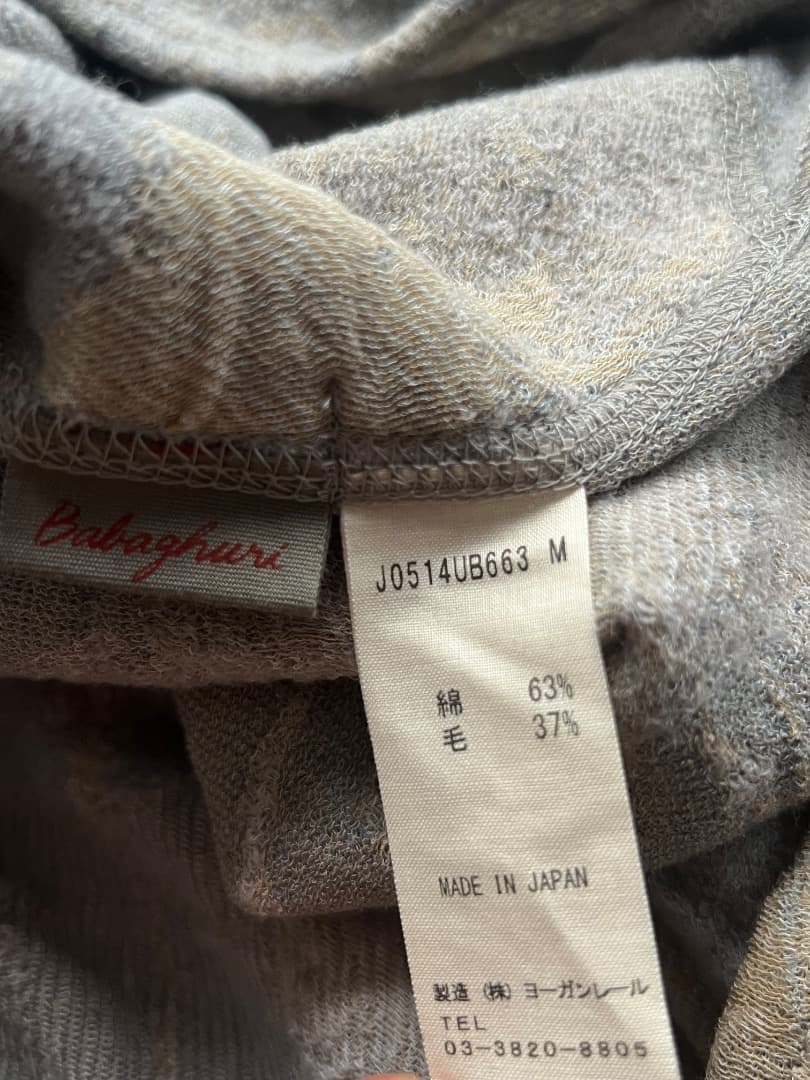 Babaghuri
J0514UB663 M
綿 63%
毛 37%
MADE IN JAPAN
製造 (株) ヨーガンレール
TEL
03-3820-8805